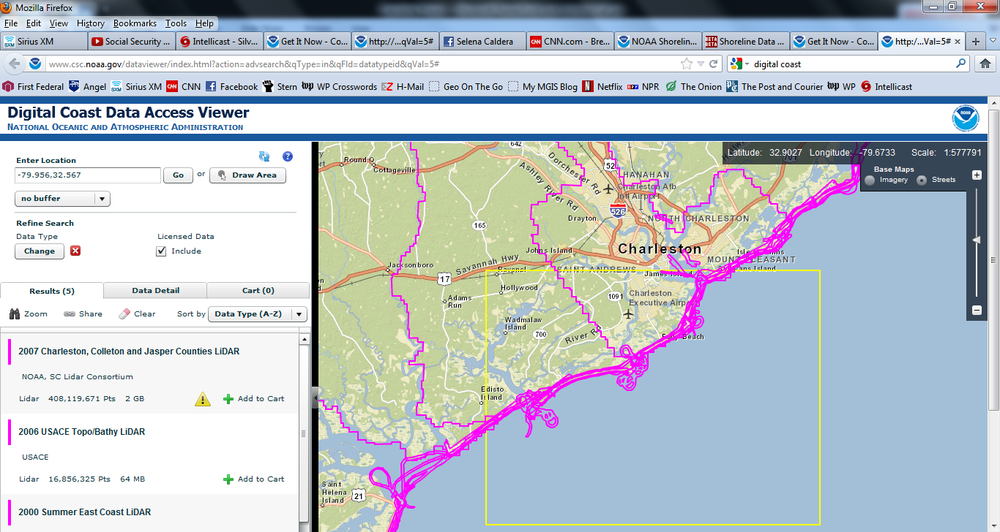 Mozilla Firefox
File Edit View History Bookmarks Tools Help
Sirius XM Social Security ... Intellicast - Silv... Get It Now - Co... http://...qVal=5# Selena Caldera CNN.com - Bre... NOAA Shorelin... Shoreline Data ... Get It Now - Co... http:/...Val=5#
www.csc.noaa.gov/dataviewer/index.html?action=advsearch&qType=in&qFld=datatypeid&qVal=5# digital coast
First Federal Angel Sirius XM CNN Facebook Stern WP Crosswords H-Mail Geo On The Go My MGIS Blog Netflix NPR The Onion The Post and Courier WP Intellicast
Digital Coast Data Access Viewer
NATIONAL OCEANIC AND ATMOSPHERIC ADMINISTRATION
Enter Location
-79.956,32.567 Go or Draw Area
no buffer
Refine Search
Data Type Licensed Data
Change Include
Results (5) Data Detail Cart (0)
Zoom Share Clear Sort by Data Type (A-Z)
2007 Charleston, Colleton and Jasper Counties LiDAR
NOAA, SC Lidar Consortium
Lidar 408,119,671 Pts 2 GB Add to Cart
2006 USACE Topo/Bathy LiDAR
USACE
Lidar 16,856,325 Pts 64 MB Add to Cart
2000 Summer East Coast LiDAR
Latitude: 32.9027 Longitude: -79.6733 Scale: 1:577791
Base Maps
Imagery Streets
642
Round O
Cottageville
Dorchester Rd
Ashley River Rd
52
HANAHAN
Charleston Afb
Intl Airport
526
Drayton
NORTH CHARLESTON
165
Johns Island
Charleston
MOUNT PLEASANT
Savannah Hwy
Jacksonboro
Ravenel
SAINT ANDREWS
James Island
17
Hollywood
Adams
Run
1091
Charleston
Executive Airp
Wadmalaw
Island
700
River Rd
Beach
Edisto
Island
Saint
Helena
Island
21